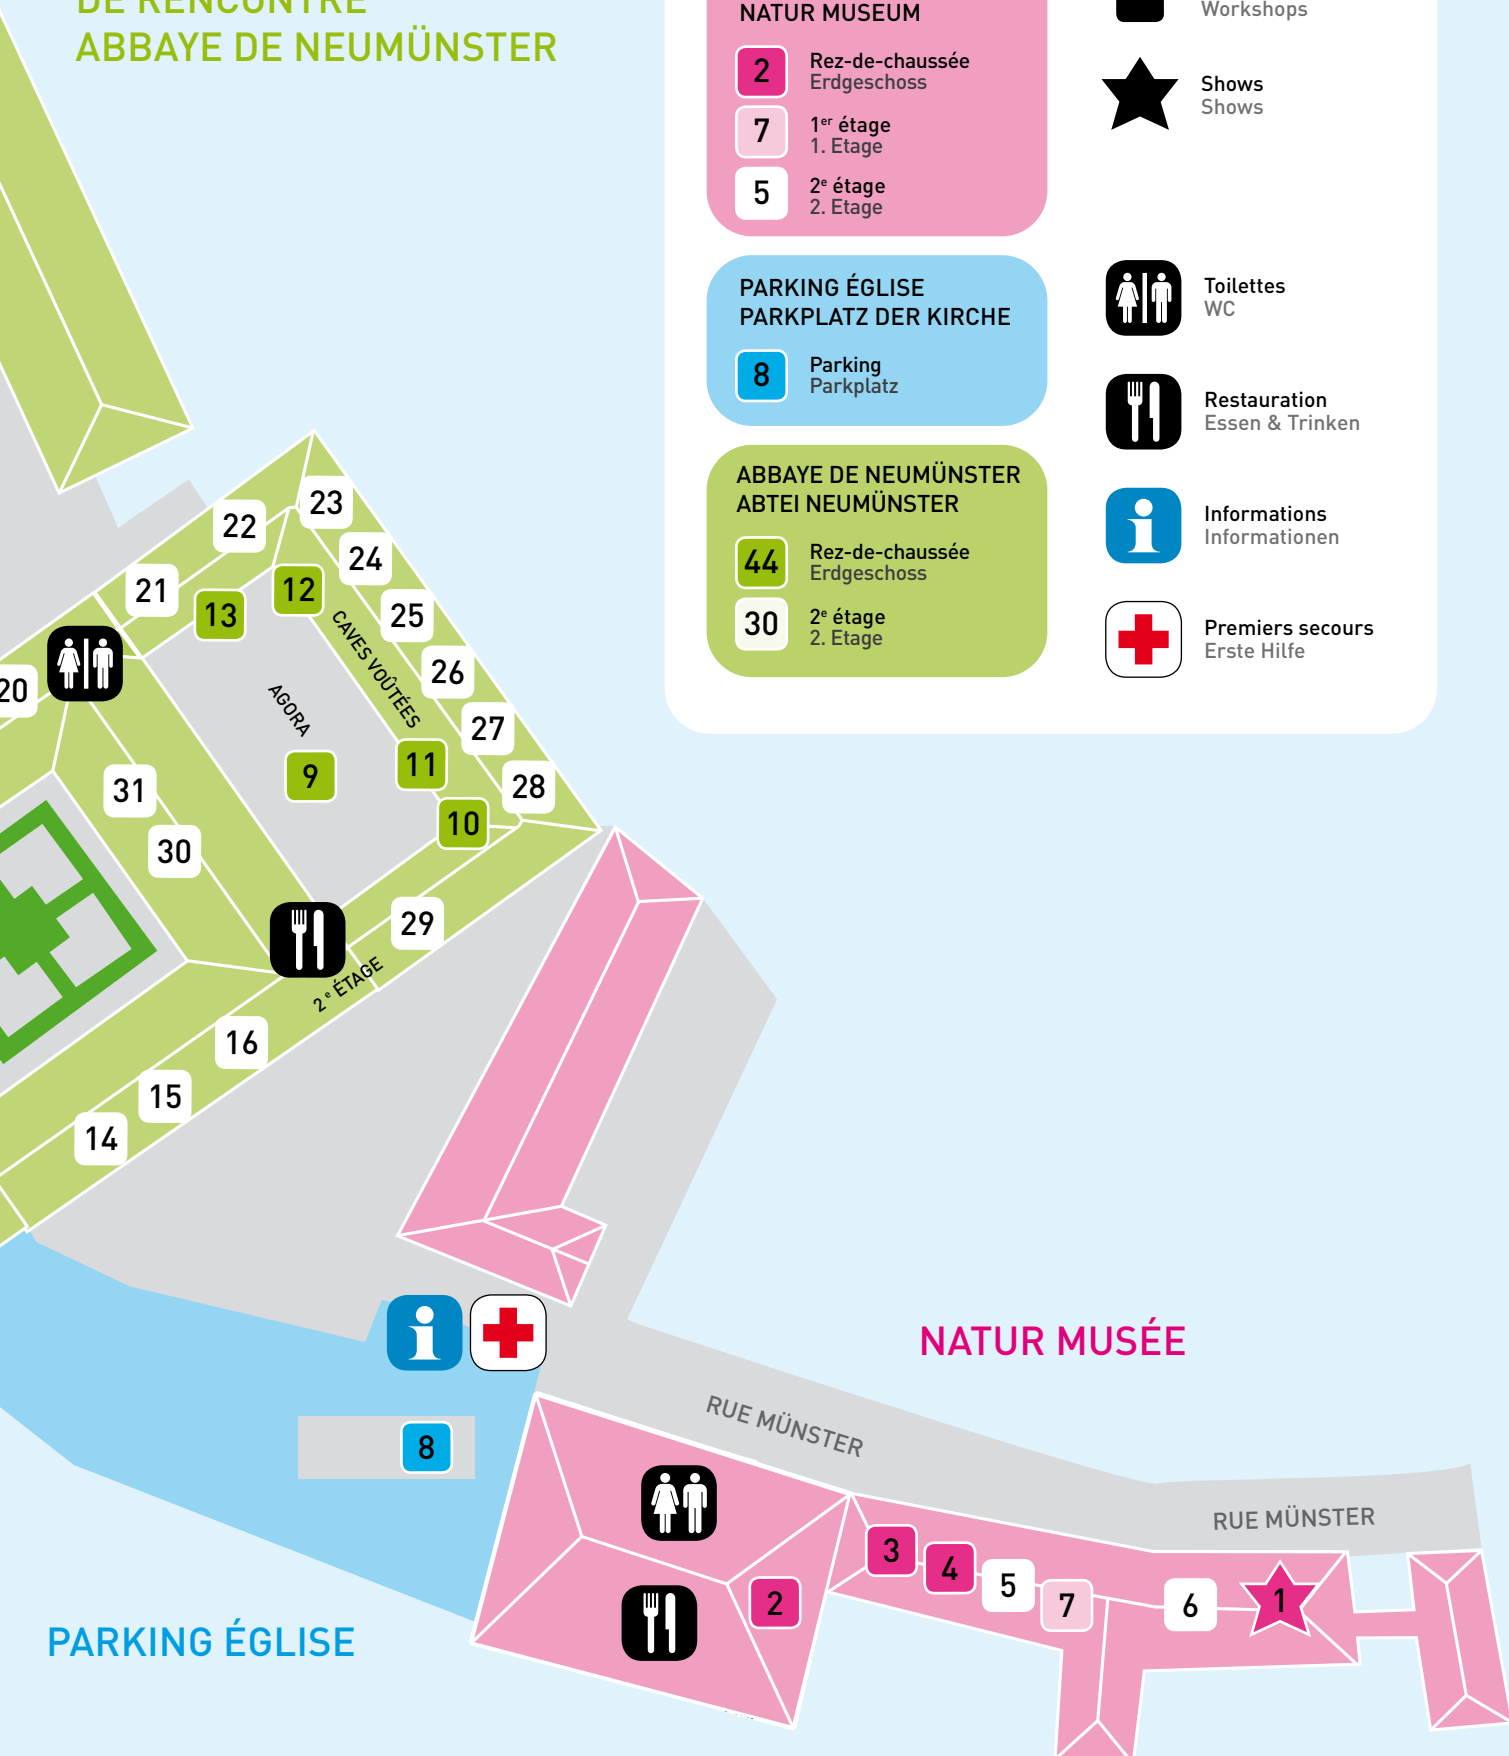 DE RENCONTRE
ABBAYE DE NEUMÜNSTER
NATUR MUSEUM
2
Rez-de-chaussée
Erdgeschoss
7
1er étage
1. Etage
5
2e étage
2. Etage
PARKING ÉGLISE
PARKPLATZ DER KIRCHE
8
Parking
Parkplatz
ABBAYE DE NEUMÜNSTER
ABTEI NEUMÜNSTER
44
Rez-de-chaussée
Erdgeschoss
30
2e étage
2. Etage
Workshops
Shows
Shows
Toilettes
WC
Restauration
Essen & Trinken
Informations
Informationen
Premiers secours
Erste Hilfe
23
22
24
21
12
13
25
CAVES VOÛTÉES
26
20
AGORA
27
11
9
28
31
10
30
29
2e ÉTAGE
16
15
14
NATUR MUSÉE
RUE MÜNSTER
8
RUE MÜNSTER
3
4
5
7
6
1
2
PARKING ÉGLISE